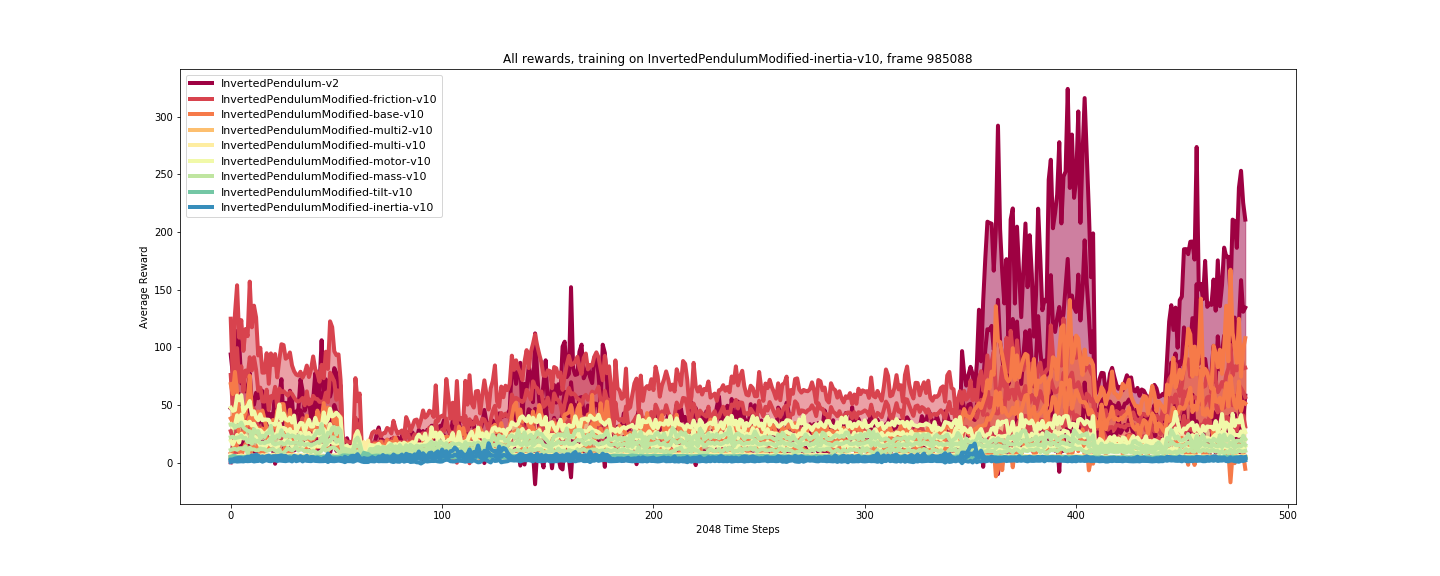 All rewards, training on InvertedPendulumModified-inertia-v10, frame 985088
InvertedPendulum-v2
InvertedPendulumModified-friction-v10
InvertedPendulumModified-base-v10
InvertedPendulumModified-multi2-v10
InvertedPendulumModified-multi-v10
InvertedPendulumModified-motor-v10
InvertedPendulumModified-mass-v10
InvertedPendulumModified-tilt-v10
InvertedPendulumModified-inertia-v10
Average Reward
300
250
200
150
100
50
0
0 100 200 300 400 500
2048 Time Steps